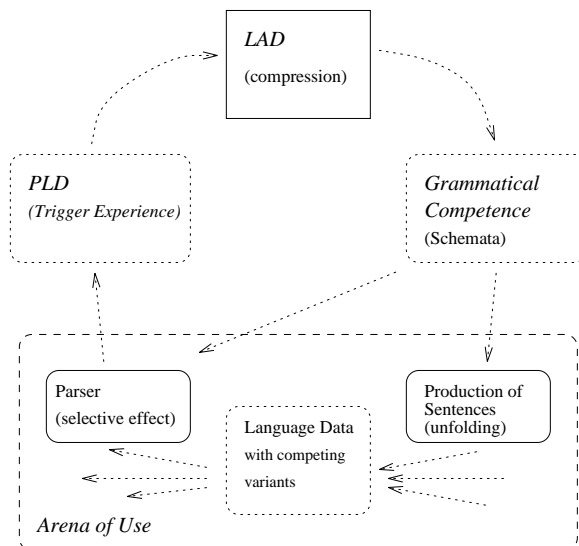 LAD
(compression)
PLD
(Trigger Experience)
Grammatical
Competence
(Schemata)
Parser
(selective effect)
Language Data
with competing
variants
Production of
Sentences
(unfolding)
Arena of Use